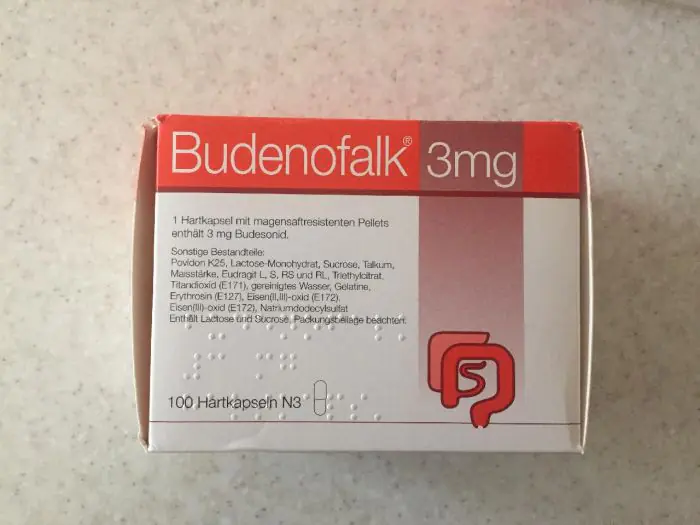 Budenofalk® 3mg
1 Hartkapsel mit magensaftresistenten Pellets
enthält 3 mg Budesonid.
Sonstige Bestandteile:
Povidon K25, Lactose-Monohydrat, Sucrose, Talkum,
Maisstärke, Eudragit L, S, RS und RL, Triethylcitrat,
Titandioxid (E171), gereinigtes Wasser, Gelatine,
Erythrosin (E127), Eisen(II,III)-oxid (E172),
Eisen(III)-oxid (E172), Natriumdodecylsulfat
Enthält Lactose und Sucrose. Packungsbeilage beachten.
100 Hartkapseln N3